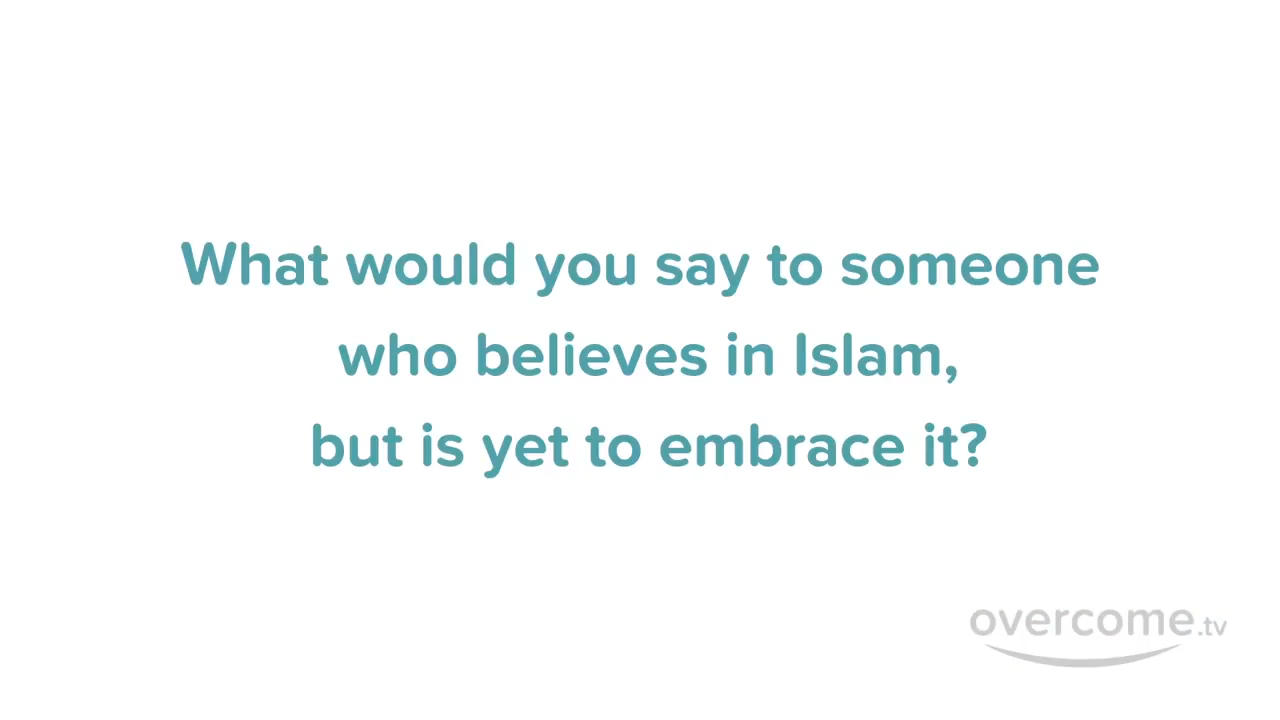 What would you say to someone
who believes in Islam,
but is yet to embrace it?
overcome.tv